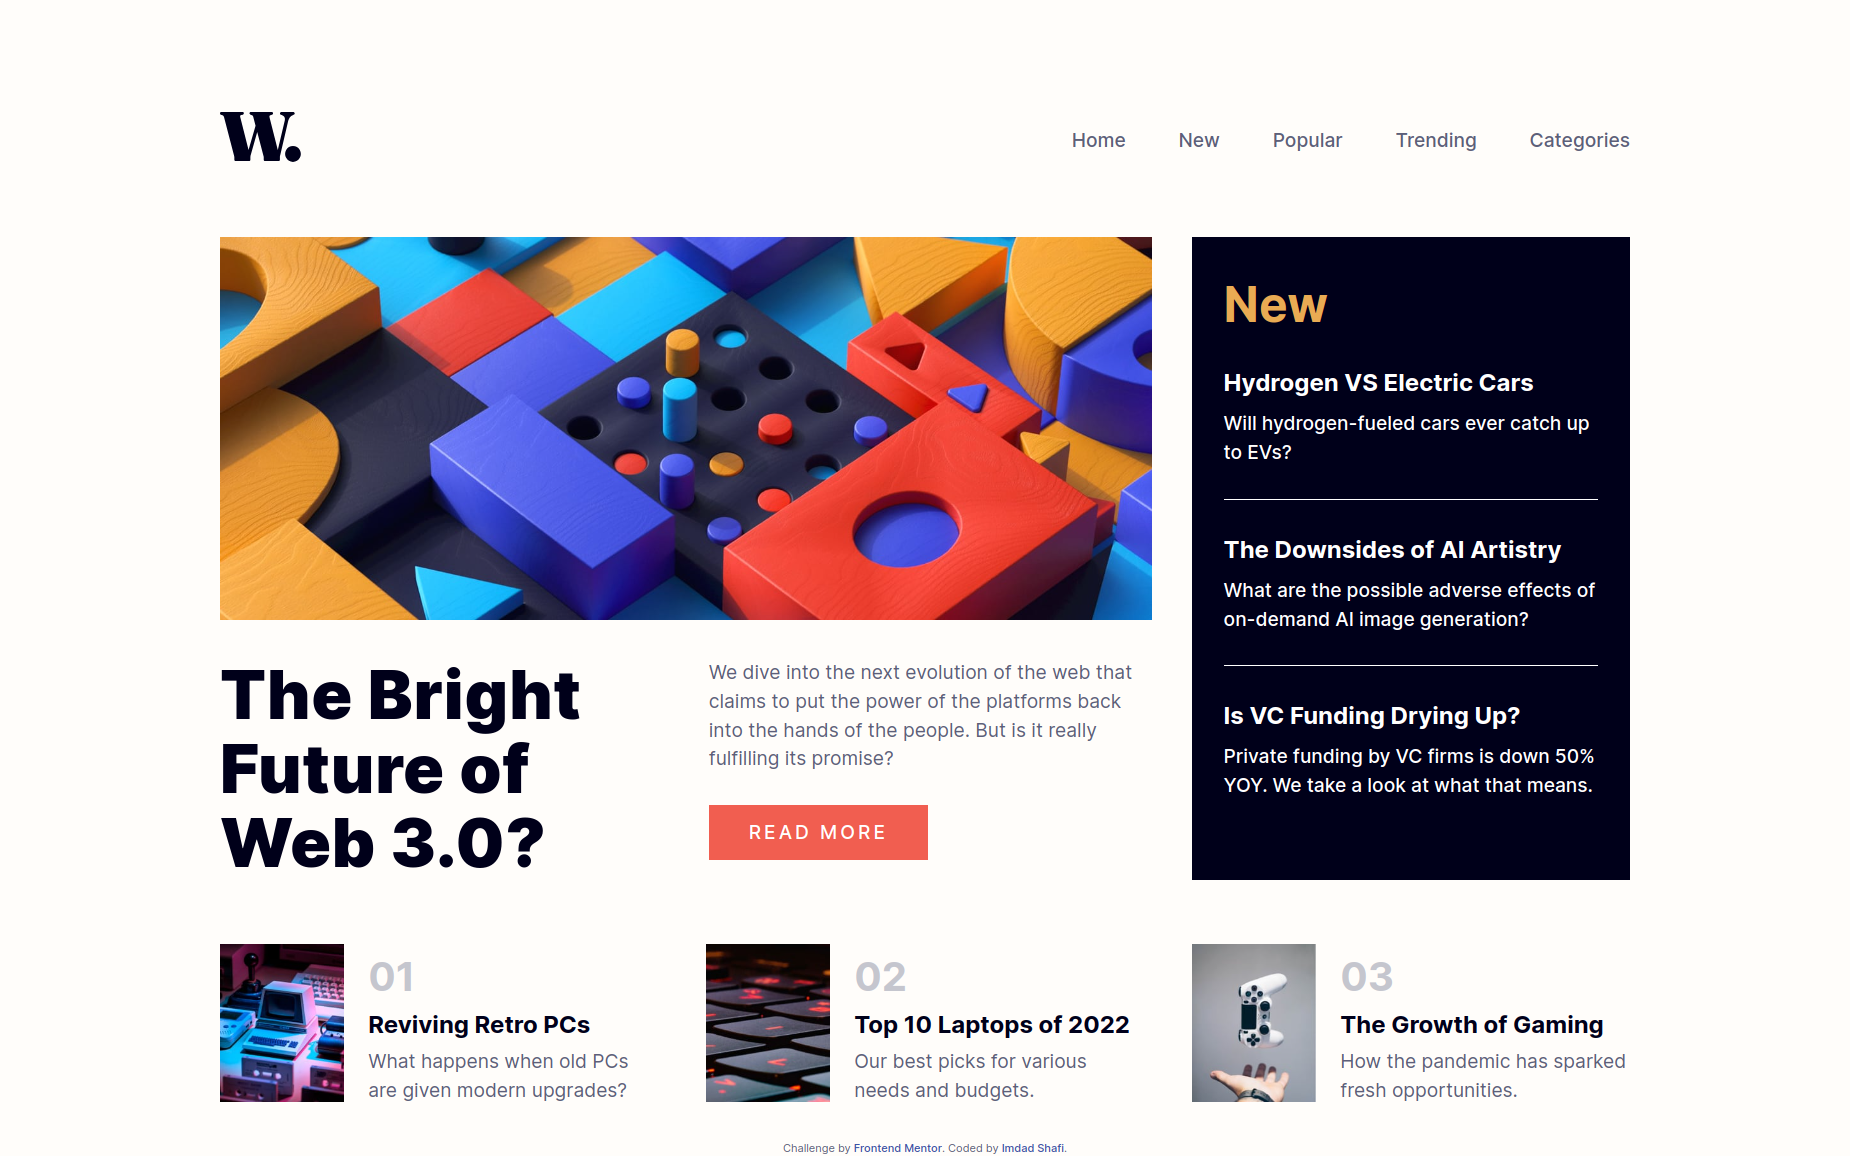 W.
Home New Popular Trending Categories
New
Hydrogen VS Electric Cars
Will hydrogen-fueled cars ever catch up
to EVs?
The Downsides of AI Artistry
What are the possible adverse effects of
on-demand AI image generation?
Is VC Funding Drying Up?
Private funding by VC firms is down 50%
YOY. We take a look at what that means.
The Bright
Future of
Web 3.0?
We dive into the next evolution of the web that
claims to put the power of the platforms back
into the hands of the people. But is it really
fulfilling its promise?
READ MORE
01
Reviving Retro PCs
What happens when old PCs
are given modern upgrades?
02
Top 10 Laptops of 2022
Our best picks for various
needs and budgets.
03
The Growth of Gaming
How the pandemic has sparked
fresh opportunities.
Challenge by Frontend Mentor. Coded by Imdad Shafi.